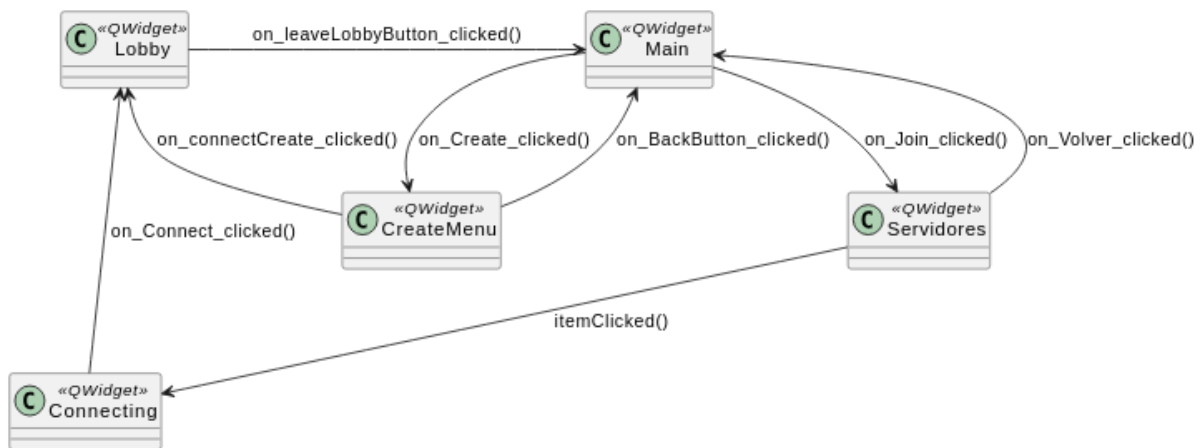 C «QWidget» Lobby
on_leaveLobbyButton_clicked()
C «QWidget» Main
on_connectCreate_clicked()
on_Create_clicked()
on_BackButton_clicked()
on_Join_clicked()
on_Volver_clicked()
C «QWidget» CreateMenu
C «QWidget» Servidores
on_Connect_clicked()
itemClicked()
C «QWidget» Connecting